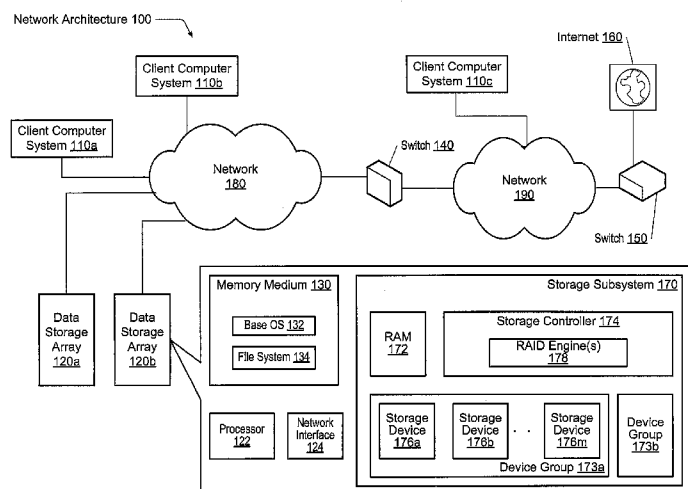 Network Architecture 100
Client Computer
System 110b
Client Computer
System 110a
Network
180
Client Computer
System 110c
Switch 140
Network
190
Internet 160
Switch 150
Data
Storage
Array
120a
Data
Storage
Array
120b
Memory Medium 130
Base OS 132
File System 134
Processor
122
Network
Interface
124
Storage Subsystem 170
RAM
172
Storage Controller 174
RAID Engine(s)
178
Storage
Device
176a
Storage
Device
176b
. .
Storage
Device
176m
Device Group 173a
Device
Group
173b